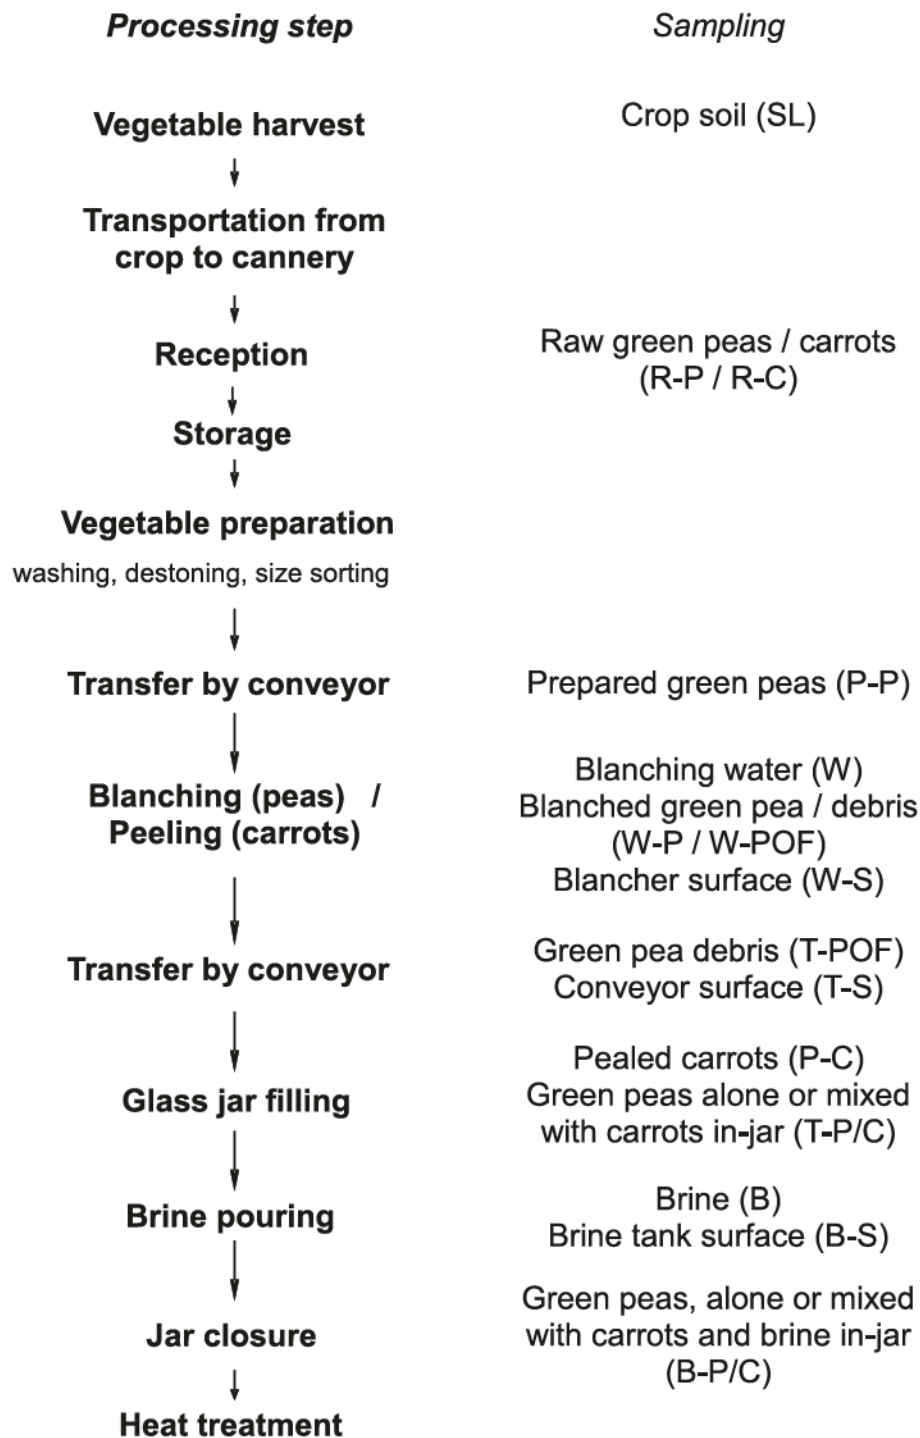 Processing step
Sampling
Vegetable harvest
Crop soil (SL)
Transportation from
crop to cannery
Reception
Raw green peas / carrots
(R-P / R-C)
Storage
Vegetable preparation
washing, destoning, size sorting
Transfer by conveyor
Prepared green peas (P-P)
Blanching (peas) /
Peeling (carrots)
Blanching water (W)
Blanched green pea / debris
(W-P / W-POF)
Blancher surface (W-S)
Transfer by conveyor
Green pea debris (T-POF)
Conveyor surface (T-S)
Glass jar filling
Pealed carrots (P-C)
Green peas alone or mixed
with carrots in-jar (T-P/C)
Brine pouring
Brine (B)
Brine tank surface (B-S)
Jar closure
Green peas, alone or mixed
with carrots and brine in-jar
(B-P/C)
Heat treatment